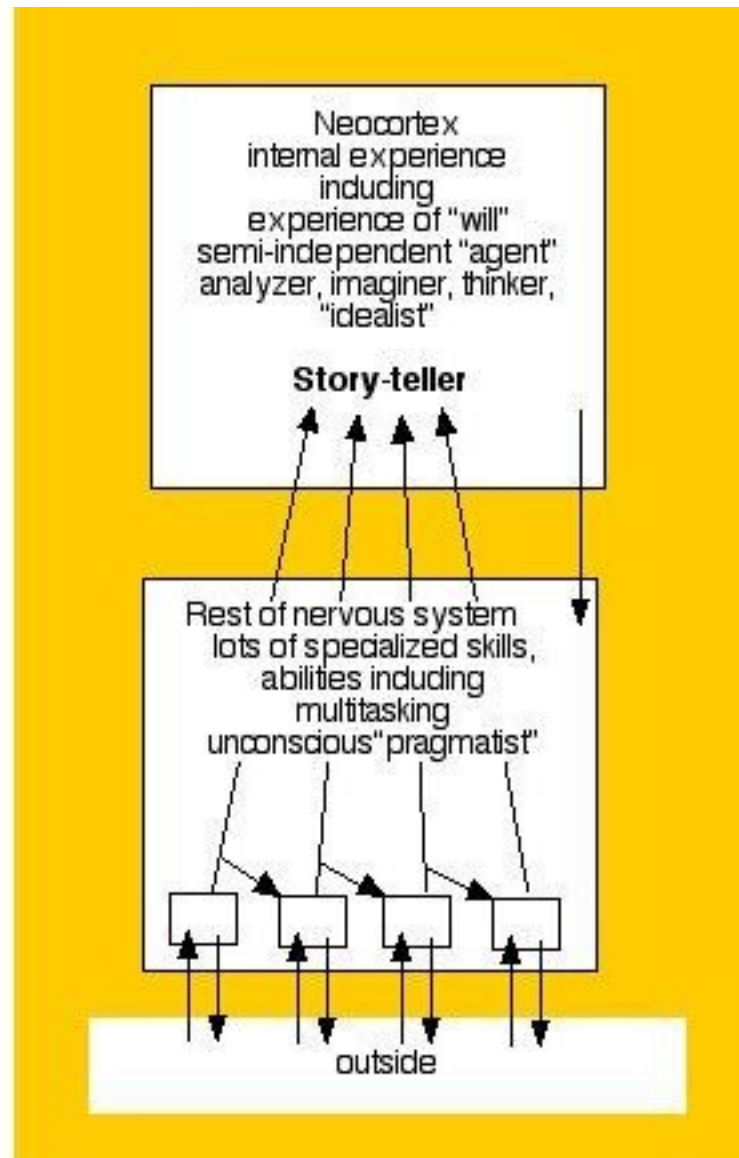 Neocortex
internal experience
including
experience of "will"
semi-independent "agent"
analyzer, imaginer, thinker,
"idealist"
Story-teller
Rest of nervous system
lots of specialized skills,
abilities including
multitasking
unconscious"pragmatist"
outside